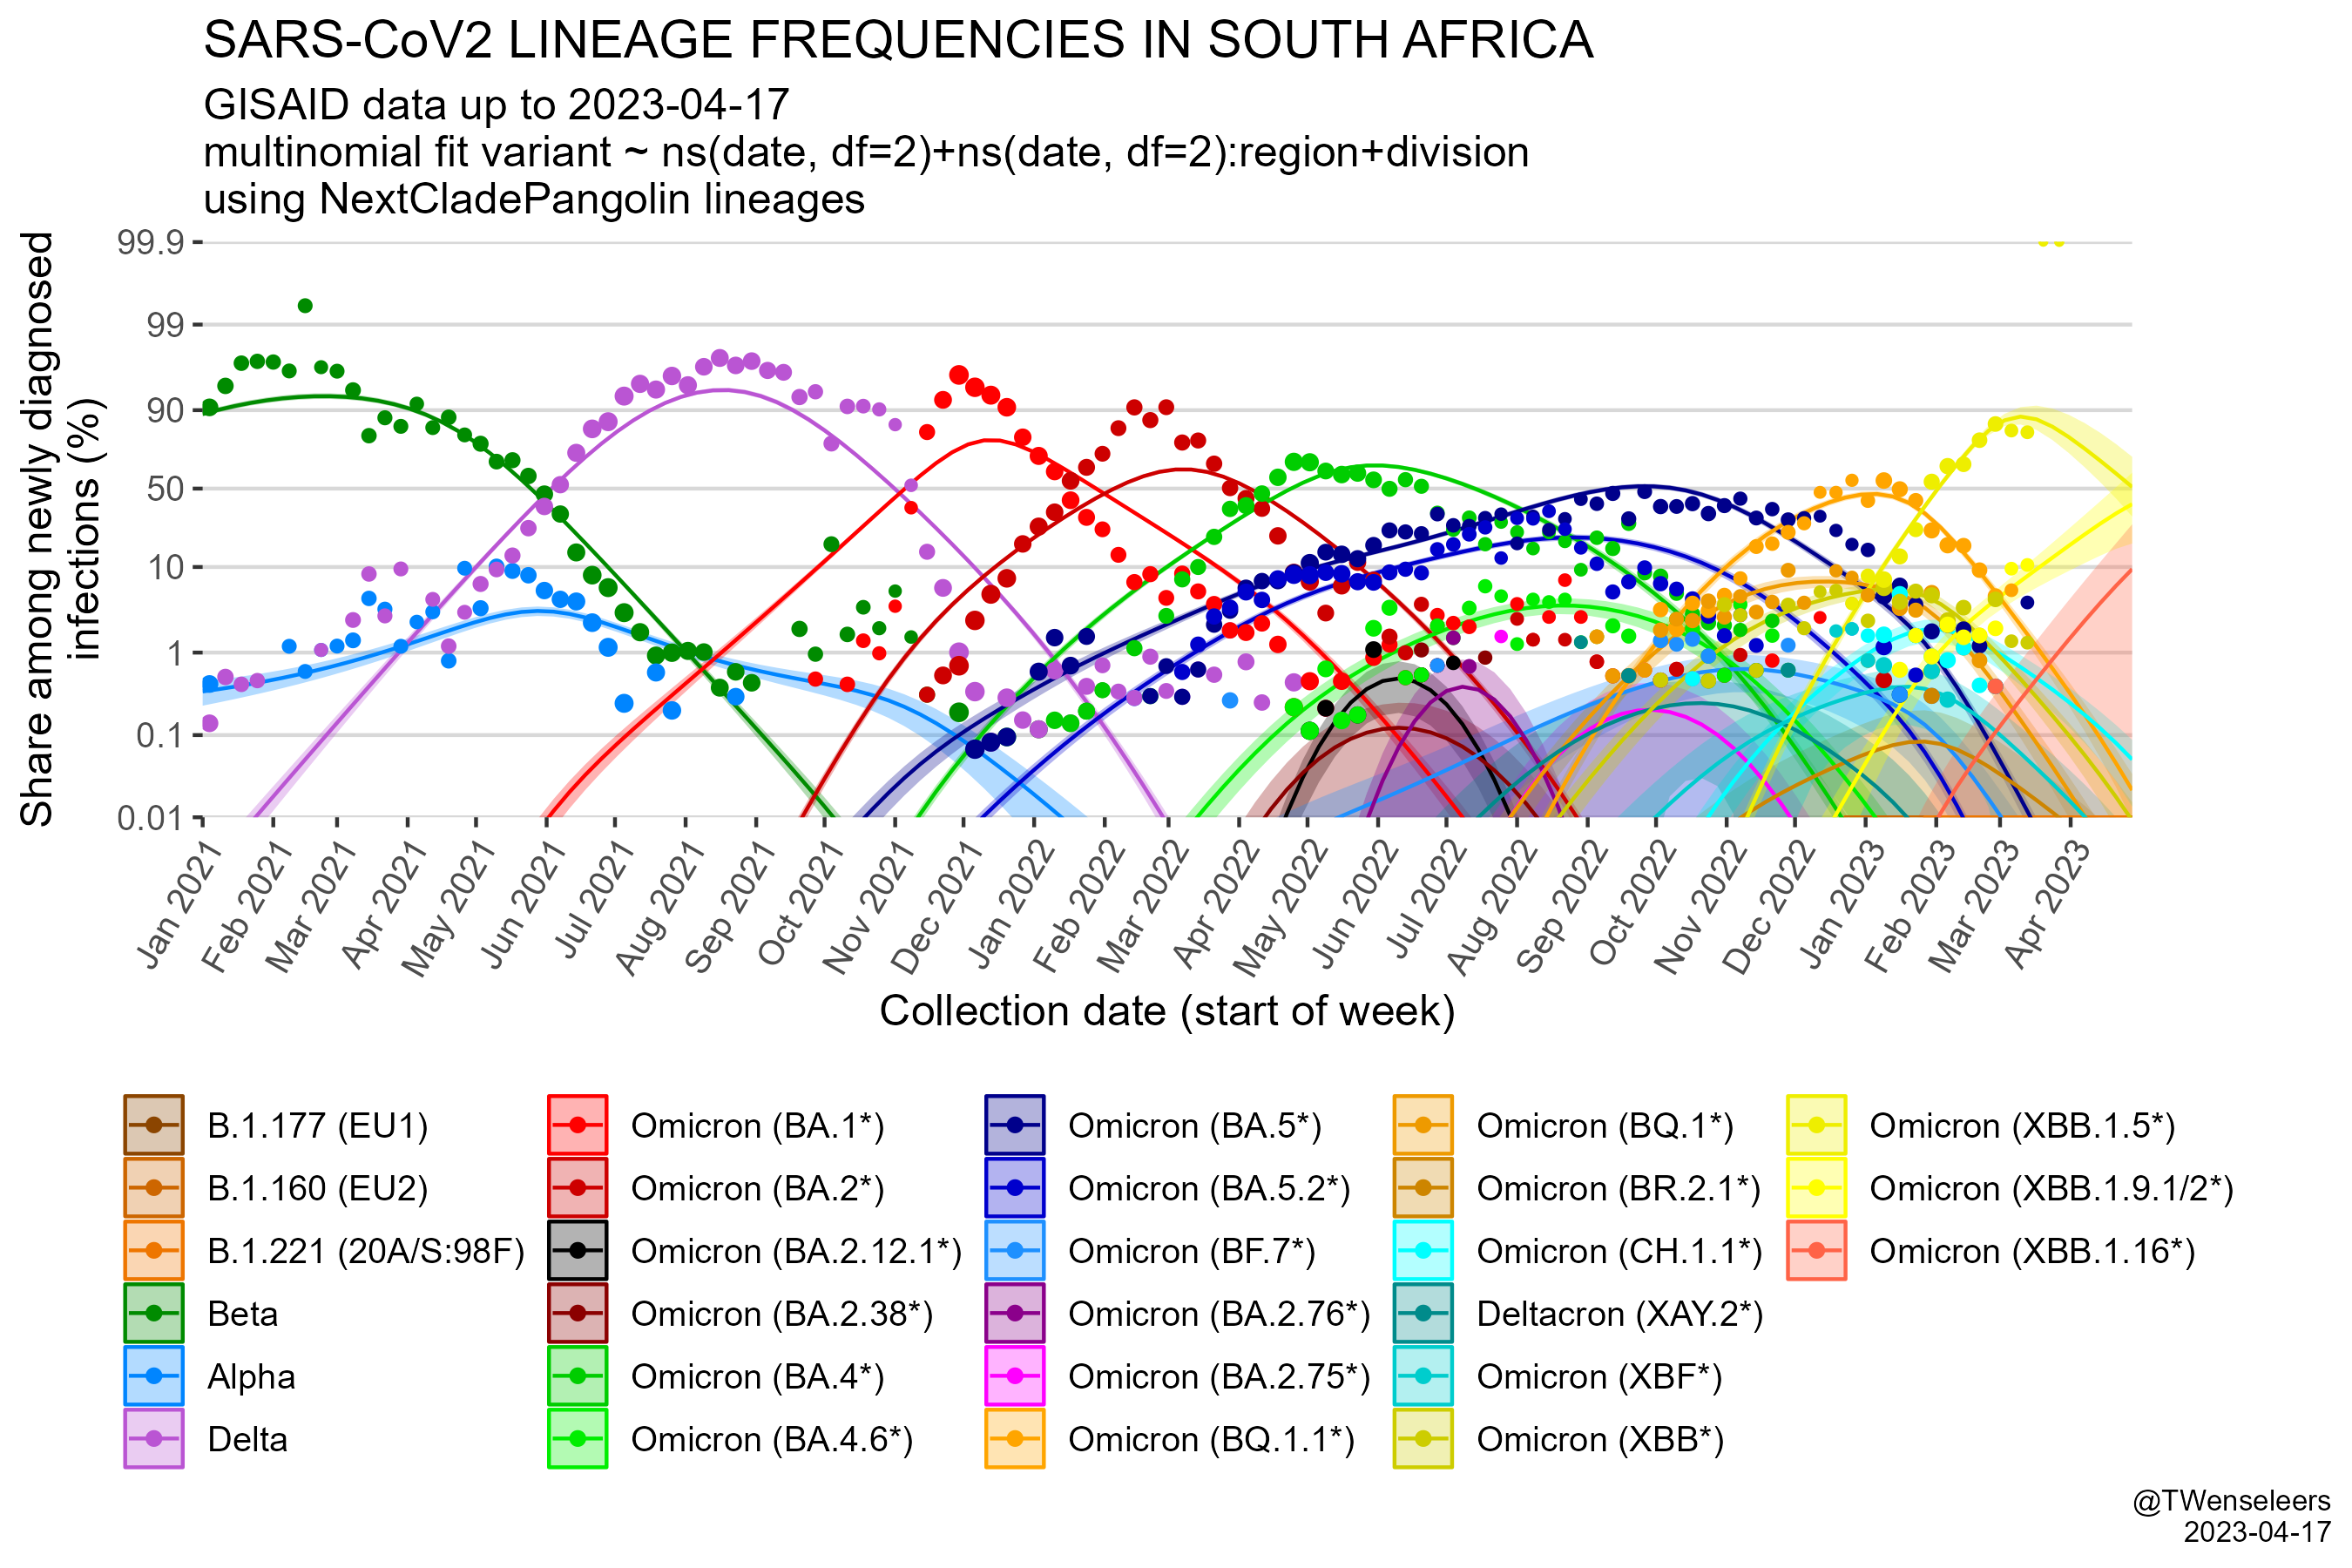 SARS-CoV2 LINEAGE FREQUENCIES IN SOUTH AFRICA
GISAID data up to 2023-04-17
multinomial fit variant ~ ns(date, df=2)+ns(date, df=2):region+division
using NextCladePangolin lineages
Share among newly diagnosed
infections (%)
99.9
99
90
50
10
1
0.1
0.01
Jan 2021
Feb 2021
Mar 2021
Apr 2021
May 2021
Jun 2021
Jul 2021
Aug 2021
Sep 2021
Oct 2021
Nov 2021
Dec 2021
Jan 2022
Feb 2022
Mar 2022
Apr 2022
May 2022
Jun 2022
Jul 2022
Aug 2022
Sep 2022
Oct 2022
Nov 2022
Dec 2022
Jan 2023
Feb 2023
Mar 2023
Apr 2023
Collection date (start of week)
B.1.177 (EU1)
B.1.160 (EU2)
B.1.221 (20A/S:98F)
Beta
Alpha
Delta
Omicron (BA.1*)
Omicron (BA.2*)
Omicron (BA.2.12.1*)
Omicron (BA.2.38*)
Omicron (BA.4*)
Omicron (BA.4.6*)
Omicron (BA.5*)
Omicron (BA.5.2*)
Omicron (BF.7*)
Omicron (BA.2.76*)
Omicron (BA.2.75*)
Omicron (BQ.1.1*)
Omicron (BQ.1*)
Omicron (BR.2.1*)
Omicron (CH.1.1*)
Deltacron (XAY.2*)
Omicron (XBF*)
Omicron (XBB*)
Omicron (XBB.1.5*)
Omicron (XBB.1.9.1/2*)
Omicron (XBB.1.16*)
@TWenseleers
2023-04-17